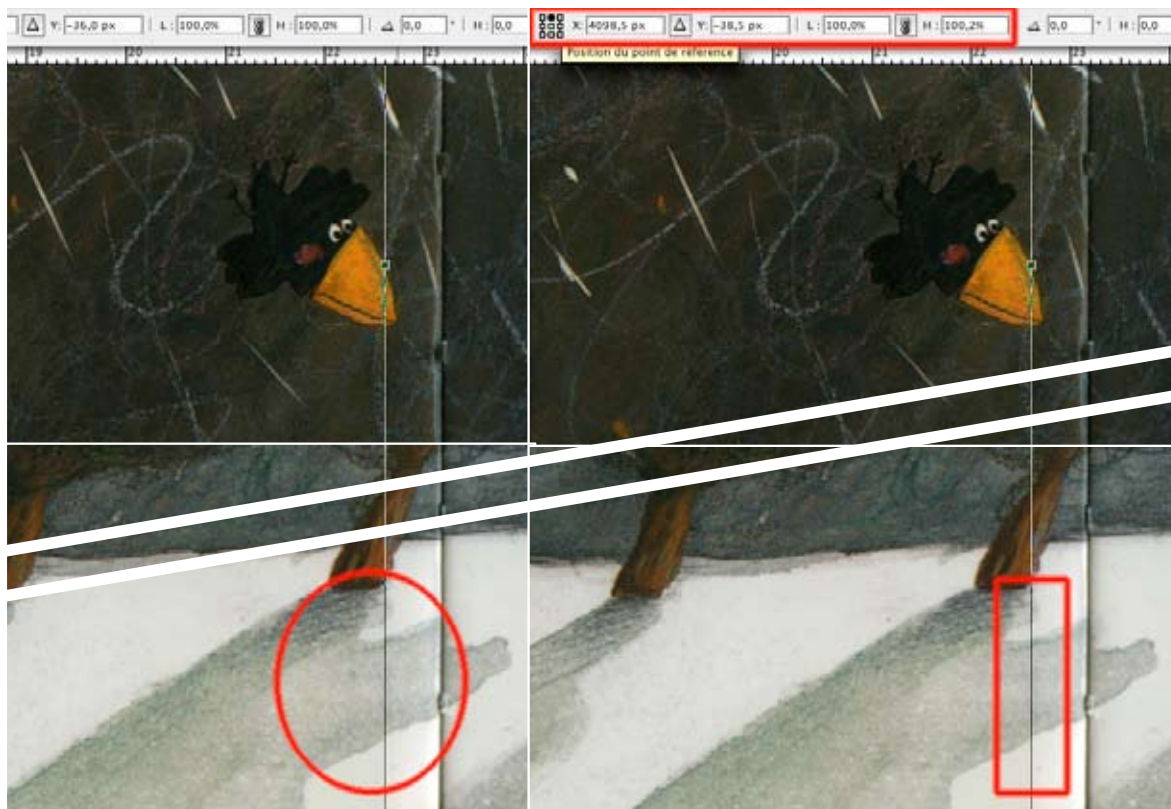 Y: -36,0 px L: 100,0% H: 100,0% 0,0 ° H: 0,0
X: 4098,5 px Y: -38,5 px L: 100,0% H: 100,2% 0,0 ° H: 0,0
Position du point de référence
19 20 21 22 23
20 21 22 23